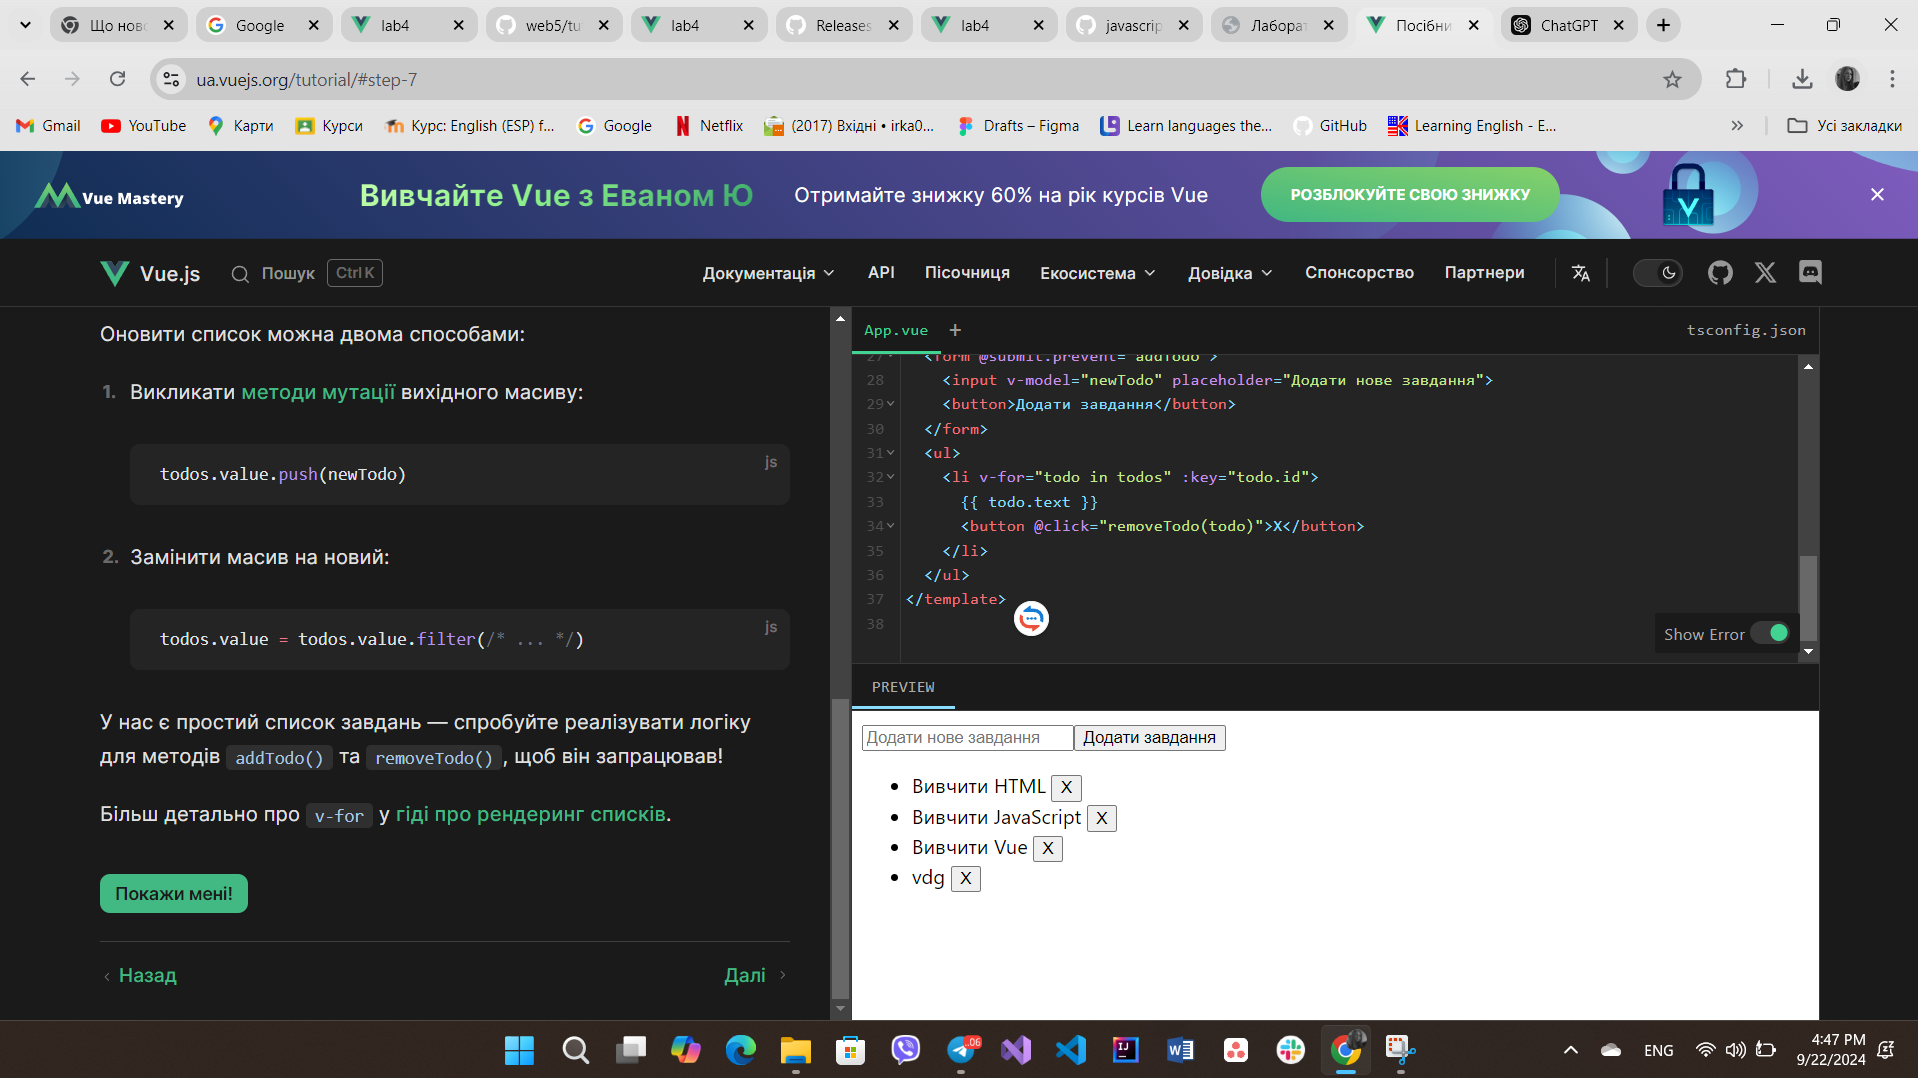 Що ново
Google
lab4
web5/tu
lab4
Releases
lab4
javascrip
Лаборат
Посібни
ChatGPT
ua.vuejs.org/tutorial/#step-7
Gmail
YouTube
Карти
Курси
Курс: English (ESP) f...
Google
Netflix
(2017) Вхідні • irka0...
Drafts – Figma
Learn languages the...
GitHub
Learning English - E...
»
Усі закладки
Vue Mastery
Вивчайте Vue з Еваном Ю
Отримайте знижку 60% на рік курсів Vue
РОЗБЛОКУЙТЕ СВОЮ ЗНИЖКУ
Vue.js
Пошук
Ctrl K
Документація
API
Пісочниця
Екосистема
Довідка
Спонсорство
Партнери
Оновити список можна двома способами:
1. Викликати методи мутації вихідного масиву:
js
todos.value.push(newTodo)
2. Замінити масив на новий:
js
todos.value = todos.value.filter(/* ... */)
У нас є простий список завдань — спробуйте реалізувати логіку
для методів addTodo() та removeTodo(), щоб він запрацював!
Більш детально про v-for у гіді про рендеринг списків.
Покажи мені!
Назад
Далі
App.vue
+
tsconfig.json
27 <form @submit.prevent="addTodo">
28 <input v-model="newTodo" placeholder="Додати нове завдання">
29 <button>Додати завдання</button>
30 </form>
31 <ul>
32 <li v-for="todo in todos" :key="todo.id">
33 {{ todo.text }}
34 <button @click="removeTodo(todo)">X</button>
35 </li>
36 </ul>
37 </template>
38
Show Error
PREVIEW
Додати нове завдання
Додати завдання
• Вивчити HTML X
• Вивчити JavaScript X
• Вивчити Vue X
• vdg X
.06
ENG
4:47 PM
9/22/2024